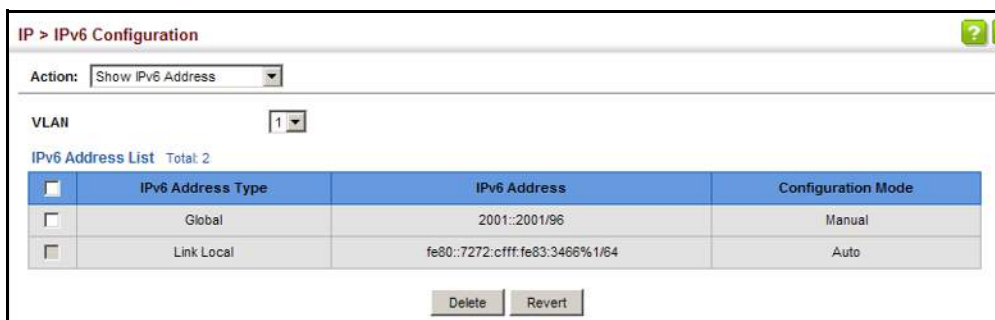 IP > IPv6 Configuration
?
Action: Show IPv6 Address
VLAN 1
IPv6 Address List Total: 2
IPv6 Address Type IPv6 Address Configuration Mode
Global 2001::2001/96 Manual
Link Local fe80::7272:cfff:fe83:3466%1/64 Auto
Delete Revert